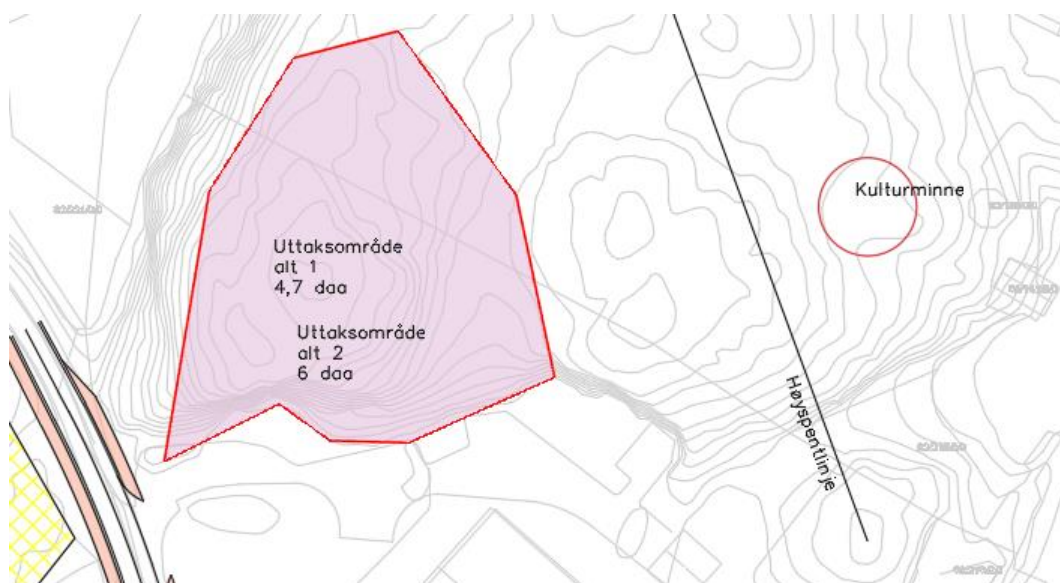 Kulturminne
Uttaksområde
alt 1
4,7 daa
Uttaksområde
alt 2
6 daa
Høyspentlinje